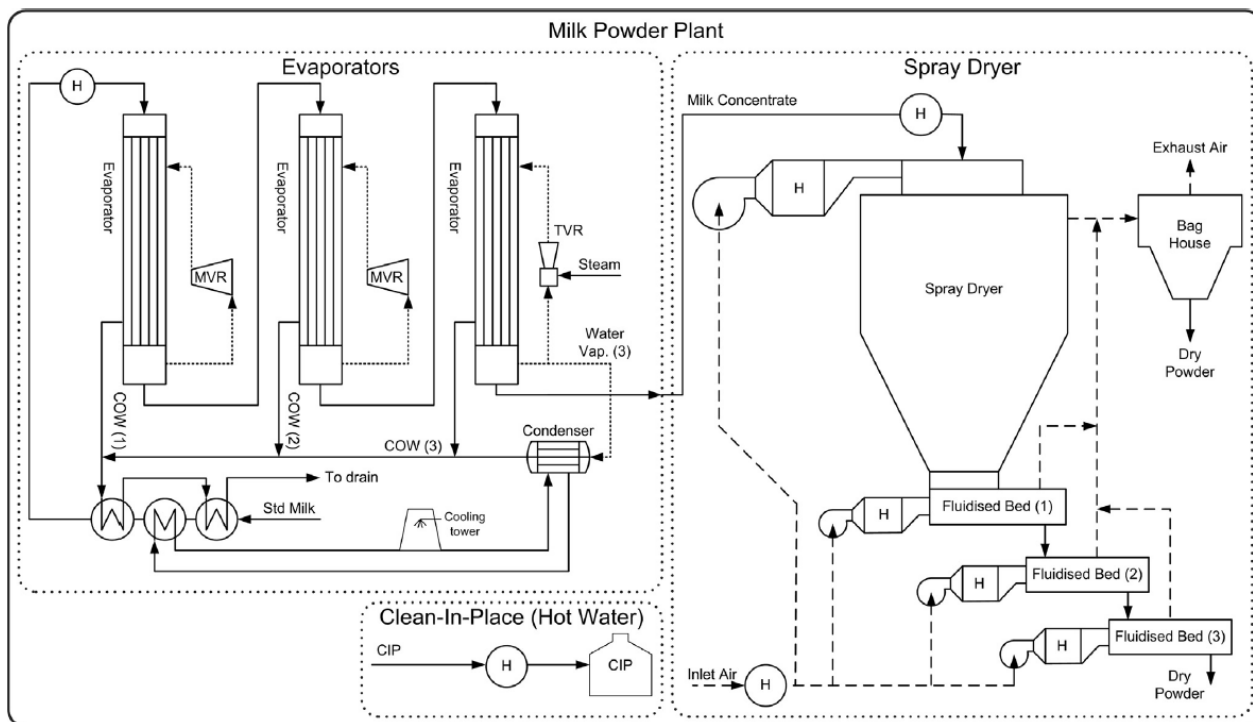 Milk Powder Plant
Evaporators
H
Evaporator
MVR
Evaporator
MVR
Evaporator
TVR
Steam
Water
Vap. (3)
COW (1)
COW (2)
COW (3)
Condenser
To drain
Std Milk
Cooling
tower
Clean-In-Place (Hot Water)
CIP
H
CIP
Spray Dryer
Milk Concentrate
H
H
Exhaust Air
Bag
House
Spray Dryer
Dry
Powder
H
Fluidised Bed (1)
H
Fluidised Bed (2)
H
Fluidised Bed (3)
Inlet Air
H
Dry
Powder